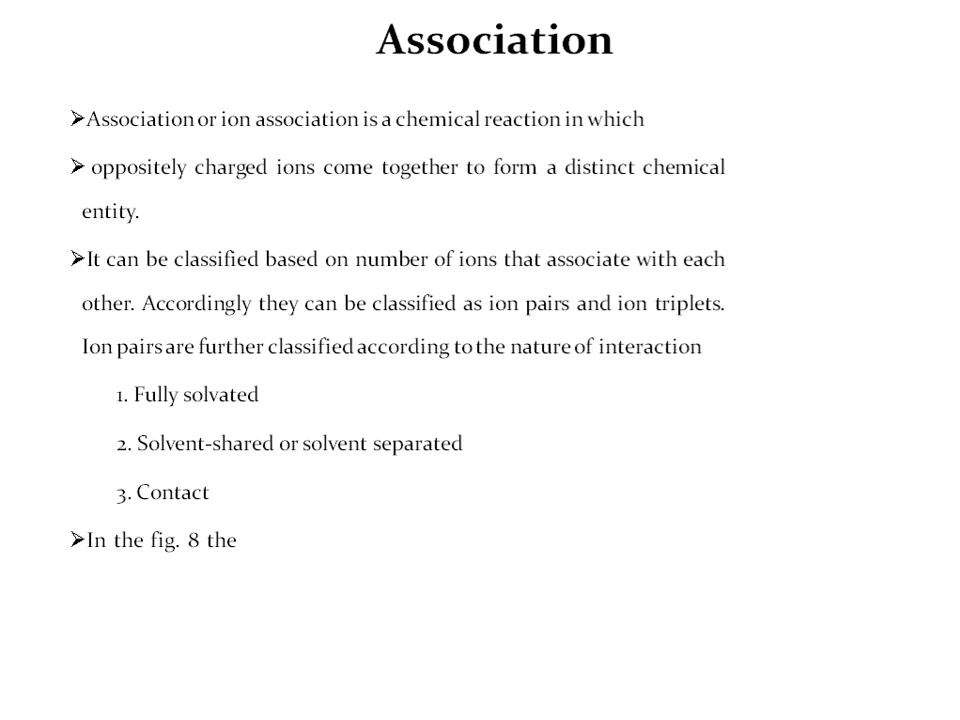 Association
➢Association or ion association is a chemical reaction in which
➢ oppositely charged ions come together to form a distinct chemical
entity.
➢It can be classified based on number of ions that associate with each
other. Accordingly they can be classified as ion pairs and ion triplets.
Ion pairs are further classified according to the nature of interaction
1. Fully solvated
2. Solvent-shared or solvent separated
3. Contact
➢In the fig. 8 the